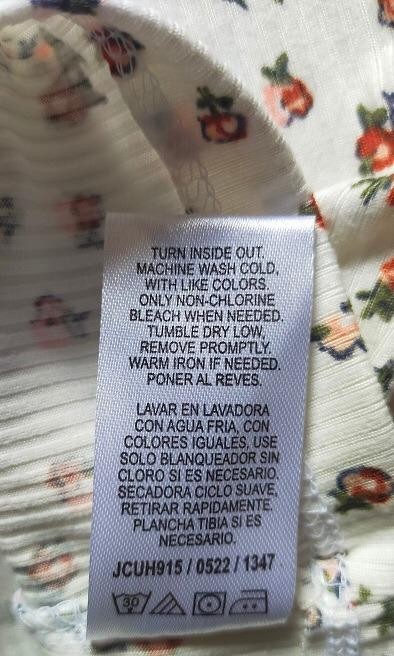 TURN INSIDE OUT.
MACHINE WASH COLD,
WITH LIKE COLORS.
ONLY NON-CHLORINE
BLEACH WHEN NEEDED.
TUMBLE DRY LOW,
REMOVE PROMPTLY.
WARM IRON IF NEEDED.
PONER AL REVES.
LAVAR EN LAVADORA
CON AGUA FRIA, CON
COLORES IGUALES, USE
SOLO BLANQUEADOR SIN
CLORO SI ES NECESARIO.
SECADORA CICLO SUAVE,
RETIRAR RAPIDAMENTE.
PLANCHA TIBIA SI ES
NECESARIO.
JCUH915 / 0522 / 1347
30